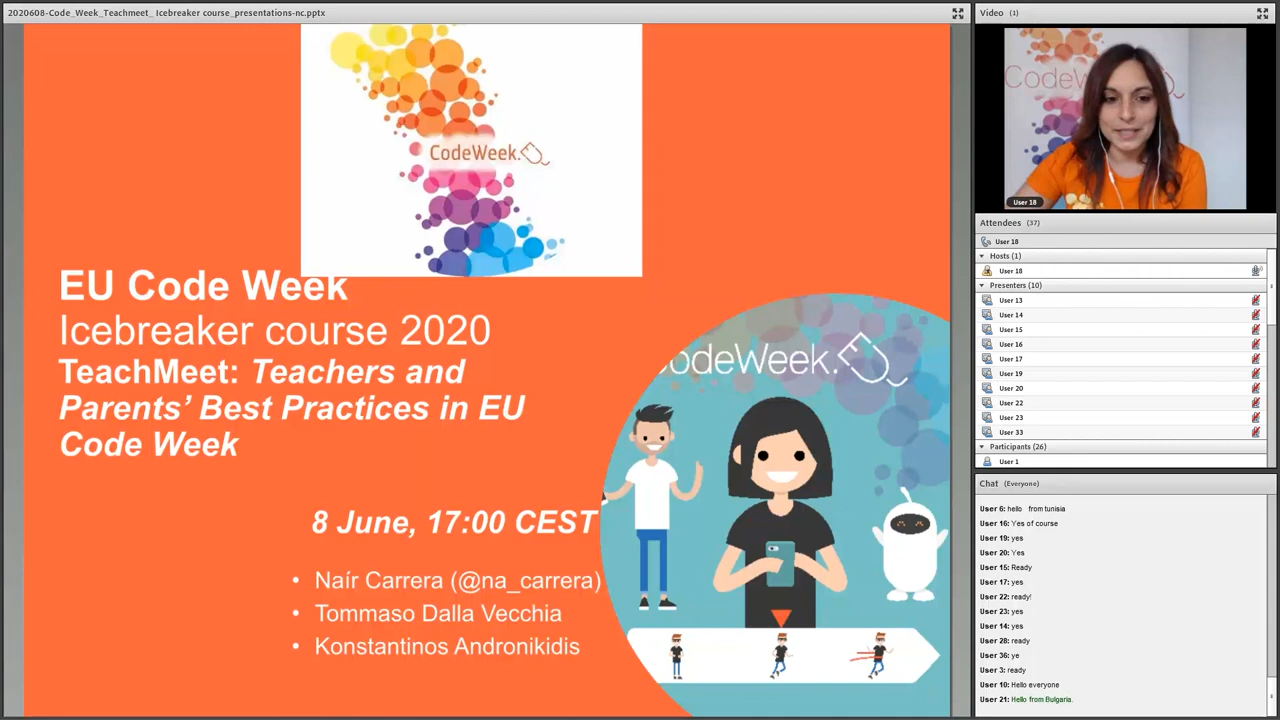 2020608-Code_Week_Teachmeet_ Icebreaker course_presentations-nc.pptx
CodeWeek.
EU Code Week
Icebreaker course 2020
TeachMeet: Teachers and
Parents’ Best Practices in EU
Code Week
8 June, 17:00 CEST
• Naír Carrera (@na_carrera)
• Tommaso Dalla Vecchia
• Konstantinos Andronikidis
CodeWeek.
Video (1)
CodeWeek
User 18
Attendees (37)
User 18
Hosts (1)
User 18
Presenters (10)
User 13
User 14
User 15
User 16
User 17
User 19
User 20
User 22
User 23
User 33
Participants (26)
User 1
Chat (Everyone)
User 6: hello from tunisia
User 16: Yes of course
User 19: yes
User 20: Yes
User 15: Ready
User 17: yes
User 22: ready!
User 23: yes
User 14: yes
User 28: ready
User 36: ye
User 3: ready
User 10: Hello everyone
User 21: Hello from Bulgaria.